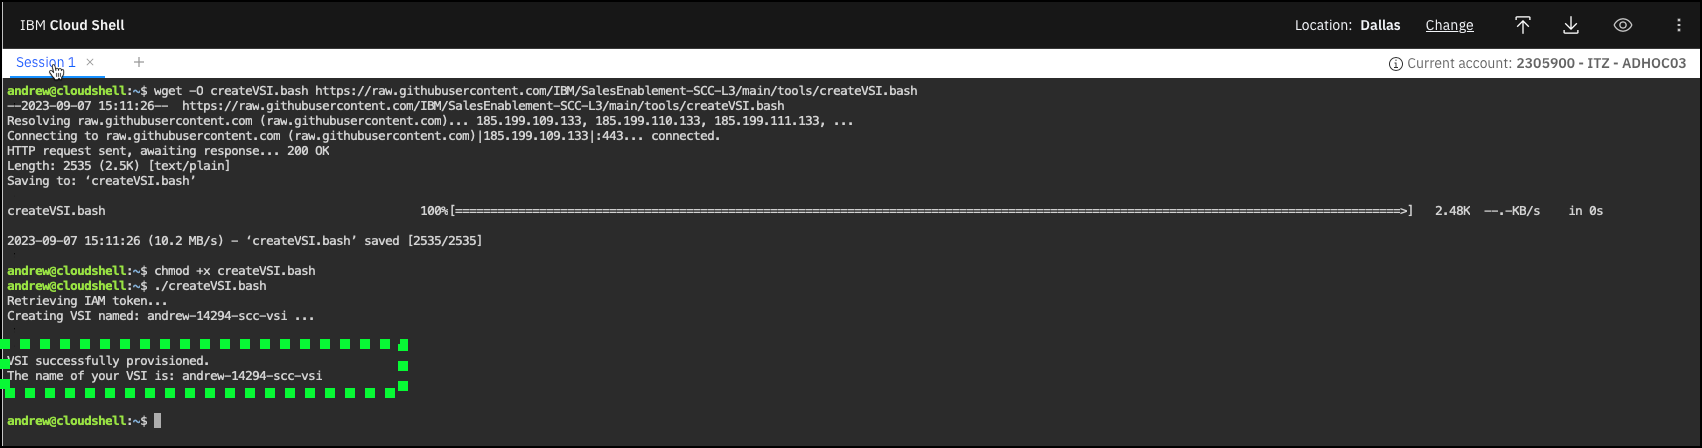 IBM Cloud Shell
Location: Dallas Change
Session 1 × +
Current account: 2305900 - ITZ - ADHOC03
andrew@cloudshell:~$ wget -O createVSI.bash https://raw.githubusercontent.com/IBM/SalesEnablement-SCC-L3/main/tools/createVSI.bash
--2023-09-07 15:11:26-- https://raw.githubusercontent.com/IBM/SalesEnablement-SCC-L3/main/tools/createVSI.bash
Resolving raw.githubusercontent.com (raw.githubusercontent.com)... 185.199.109.133, 185.199.110.133, 185.199.111.133, ...
Connecting to raw.githubusercontent.com (raw.githubusercontent.com)|185.199.109.133|:443... connected.
HTTP request sent, awaiting response... 200 OK
Length: 2535 (2.5K) [text/plain]
Saving to: ‘createVSI.bash’
createVSI.bash 100%[===================================================================================================================================>] 2.48K --.-KB/s in 0s
2023-09-07 15:11:26 (10.2 MB/s) - ‘createVSI.bash’ saved [2535/2535]
andrew@cloudshell:~$ chmod +x createVSI.bash
andrew@cloudshell:~$ ./createVSI.bash
Retrieving IAM token...
Creating VSI named: andrew-14294-scc-vsi ...
VSI successfully provisioned.
The name of your VSI is: andrew-14294-scc-vsi
andrew@cloudshell:~$